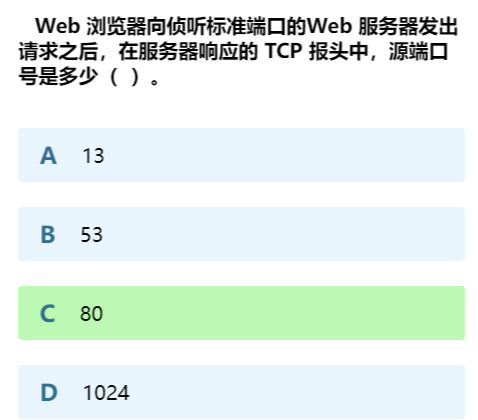 Web 浏览器向侦听标准端口的Web 服务器发出
请求之后，在服务器响应的 TCP 报头中，源端口
号是多少（ ）。
A 13
B 53
C 80
D 1024